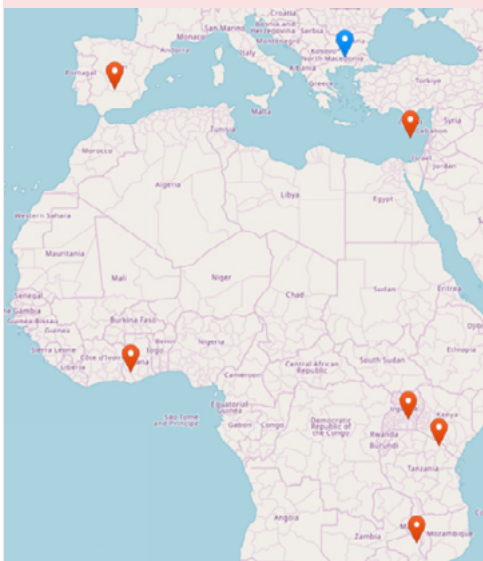 Croatia
San Marino
Bosnia and
Herzegovina
Serbia
Monaco
Montenegro
Kosovo
Andorra
Italy
North Macedonia
Albania
Portugal
Greece
Türkiye
Malta
Tunisia
Syria
Lebanon
Israel
Jordan
Morocco
Algeria
Libya
Egypt
Western Sahara
Mauritania
Mali
Niger
Chad
Sudan
Eritrea
Senegal
Guinea-Bissau
Guinea
Burkina Faso
Benin
Nigeria
Sierra Leone
Côte d'Ivoire
Togo
Liberia
Ethiopia
South Sudan
Central African
Republic
Cameroon
Equatorial
Guinea
São Tomé
and Príncipe
Gabon
Congo
Democratic
Republic of
the Congo
Kenya
Rwanda
Burundi
Tanzania
Angola
Zambia
Mozambique